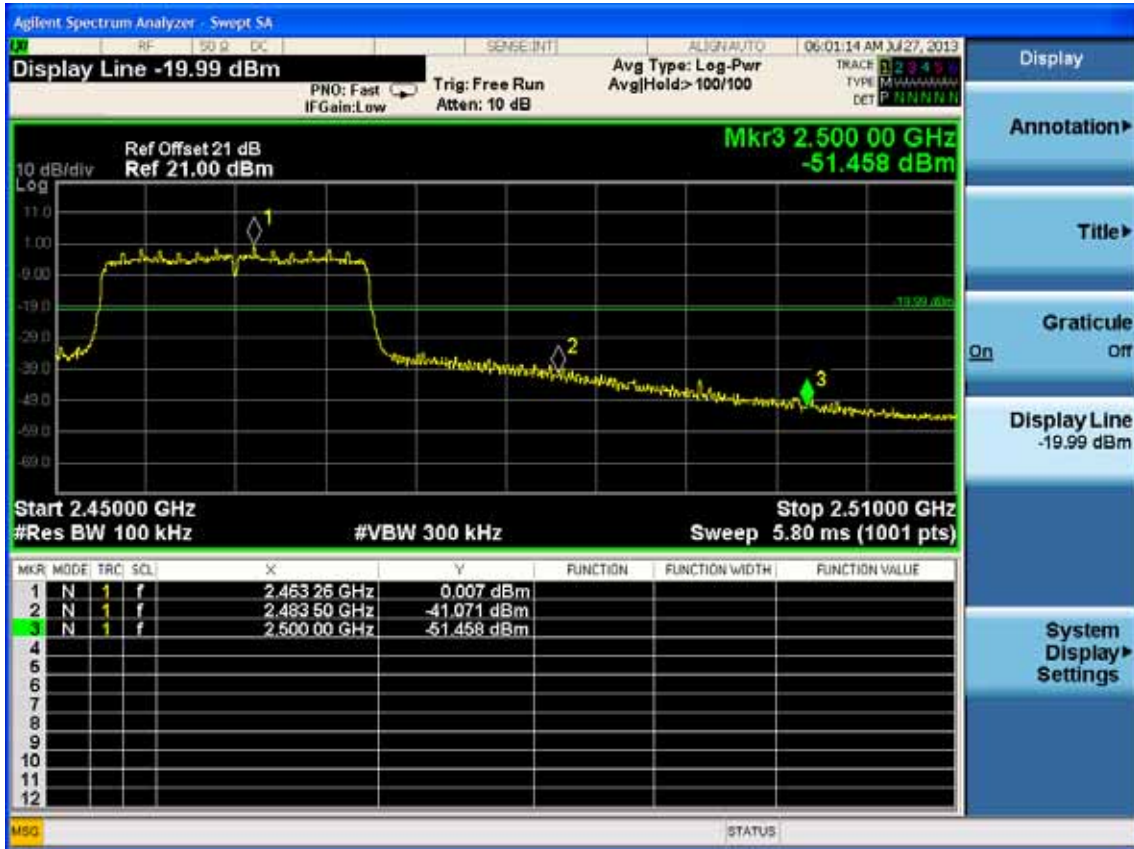 Agilent Spectrum Analyzer - Swept SA
LXI RF 50 Ω DC SENSE:INT ALIGNAUTO 06:01:14 AM Jul 27, 2013
Display Line -19.99 dBm
PNO: Fast
IFGain:Low
Trig: Free Run
Atten: 10 dB
Avg Type: Log-Pwr
Avg|Hold:> 100/100
TRACE 1 2 3 4 5 6
TYPE M
DET P N N N N N
Ref Offset 21 dB
10 dB/div Ref 21.00 dBm
Log
Mkr3 2.500 00 GHz
-51.458 dBm
11.0
1.00
-9.00
-19.0
-29.0
-39.0
-49.0
-59.0
-69.0
1
2
3
-19.99 dBm
Start 2.45000 GHz Stop 2.51000 GHz
#Res BW 100 kHz #VBW 300 kHz Sweep 5.80 ms (1001 pts)
MKR MODE TRC SCL X Y FUNCTION FUNCTION WIDTH FUNCTION VALUE
1 N 1 f 2.463 26 GHz 0.007 dBm
2 N 1 f 2.483 50 GHz -41.071 dBm
3 N 1 f 2.500 00 GHz -51.458 dBm
4
5
6
7
8
9
10
11
12
MSG STATUS
Display
Annotation
Title
Graticule
On Off
Display Line
-19.99 dBm
System
Display
Settings